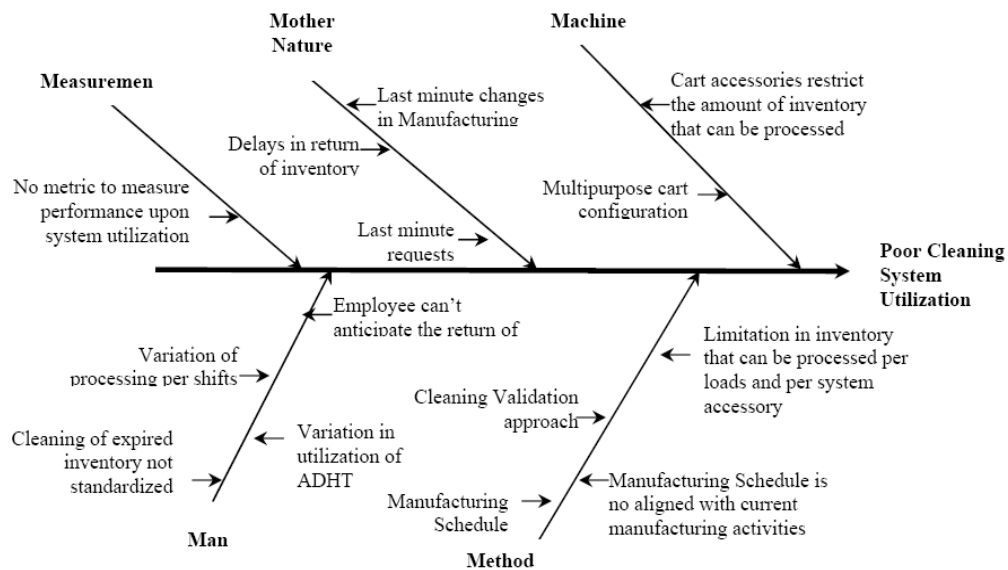 Mother
Nature
Machine
Measuremen
Last minute changes
in Manufacturing
Delays in return
of inventory
Last minute
requests
Cart accessories restrict
the amount of inventory
that can be processed
Multipurpose cart
configuration
No metric to measure
performance upon
system utilization
Poor Cleaning
System
Utilization
Employee can't
anticipate the return of
Variation of
processing per shifts
Cleaning of expired
inventory not
standardized
Variation in
utilization of
ADHT
Man
Limitation in inventory
that can be processed per
loads and per system
accessory
Cleaning Validation
approach
Manufacturing
Schedule
Manufacturing Schedule is
no aligned with current
manufacturing activities
Method